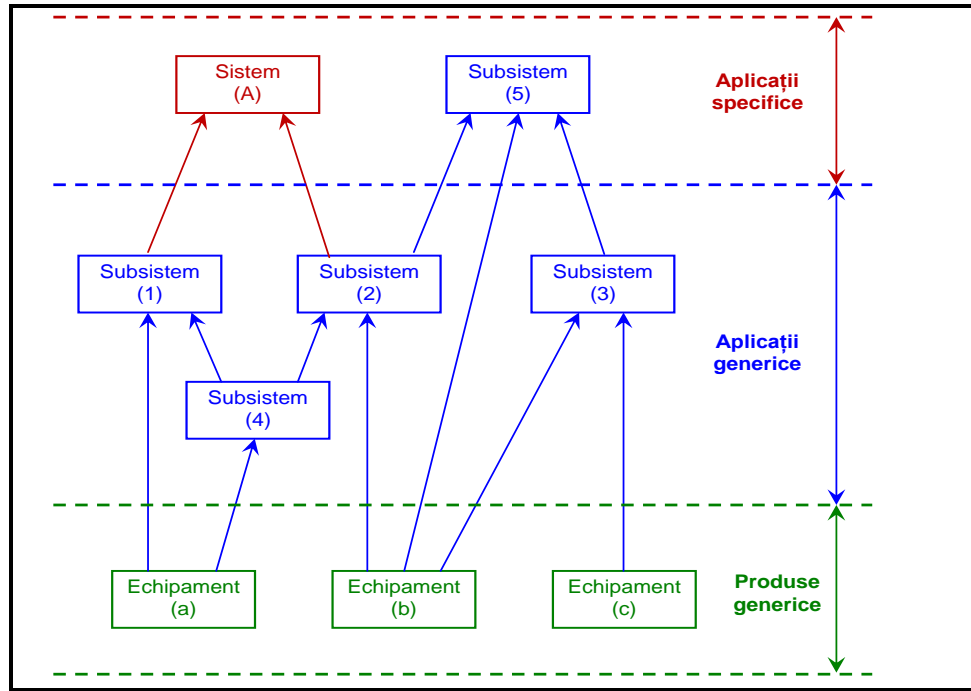 Sistem
(A)
Subsistem
(5)
Aplicații
specifice
Subsistem
(1)
Subsistem
(2)
Subsistem
(3)
Aplicații
generice
Subsistem
(4)
Echipament
(a)
Echipament
(b)
Echipament
(c)
Produse
generice